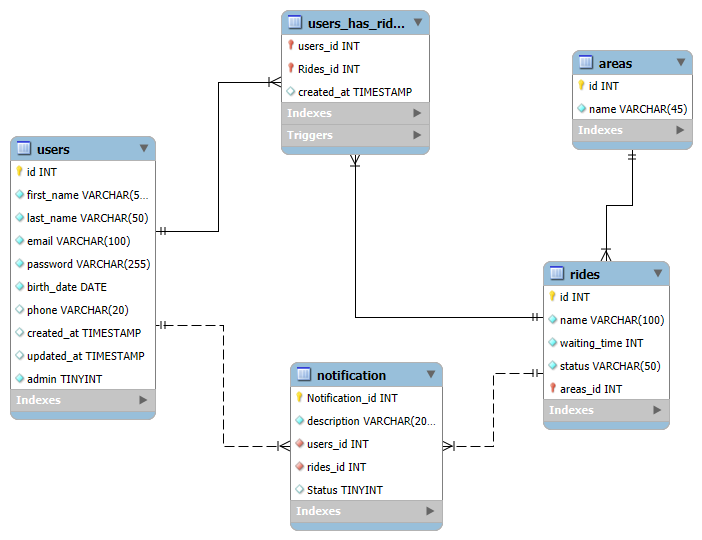 users_has_rid...
users_id INT
Rides_id INT
created_at TIMESTAMP
Indexes
Triggers
areas
id INT
name VARCHAR(45)
Indexes
users
id INT
first_name VARCHAR(5...
last_name VARCHAR(50)
email VARCHAR(100)
password VARCHAR(255)
birth_date DATE
phone VARCHAR(20)
created_at TIMESTAMP
updated_at TIMESTAMP
admin TINYINT
Indexes
rides
id INT
name VARCHAR(100)
waiting_time INT
status VARCHAR(50)
areas_id INT
Indexes
notification
Notification_id INT
description VARCHAR(20...
users_id INT
rides_id INT
Status TINYINT
Indexes